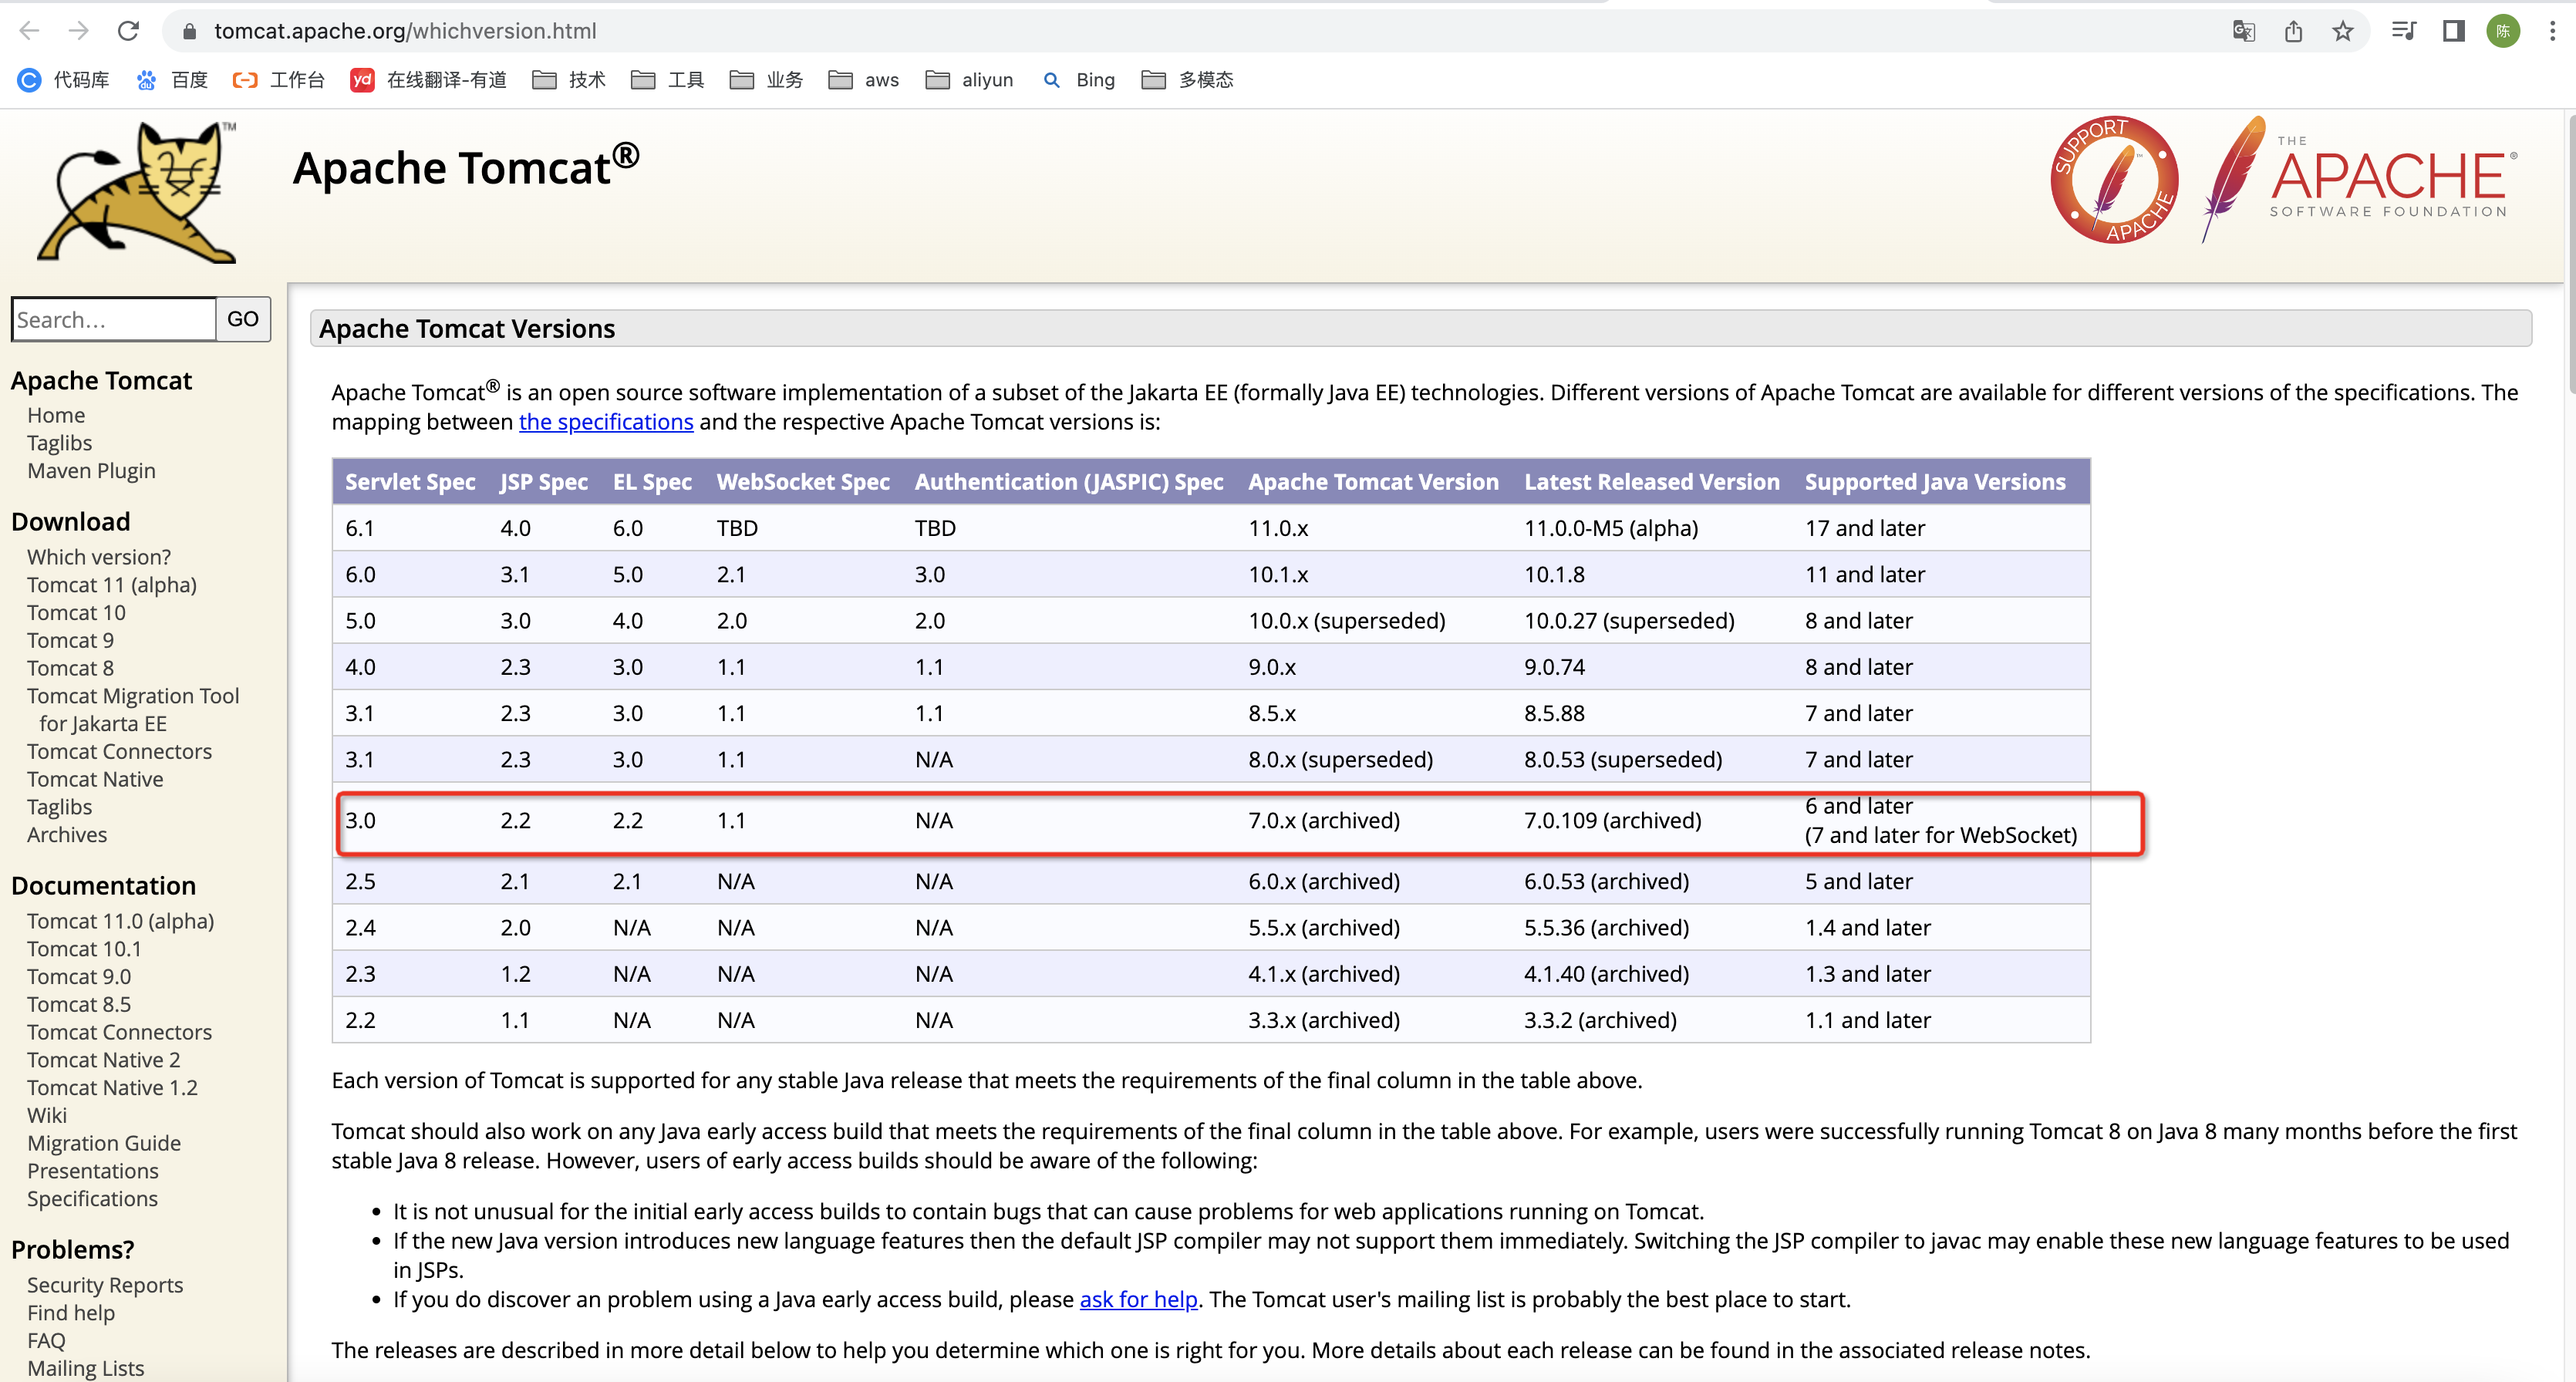 tomcat.apache.org/whichversion.html
陈
代码库 百度 工作台 yd 在线翻译-有道 技术 工具 业务 aws aliyun Bing 多模态
TM
Apache Tomcat®
SUPPORT APACHE
THE
APACHE®
SOFTWARE FOUNDATION
Search... GO
Apache Tomcat
Home
Taglibs
Maven Plugin
Download
Which version?
Tomcat 11 (alpha)
Tomcat 10
Tomcat 9
Tomcat 8
Tomcat Migration Tool
for Jakarta EE
Tomcat Connectors
Tomcat Native
Taglibs
Archives
Documentation
Tomcat 11.0 (alpha)
Tomcat 10.1
Tomcat 9.0
Tomcat 8.5
Tomcat Connectors
Tomcat Native 2
Tomcat Native 1.2
Wiki
Migration Guide
Presentations
Specifications
Problems?
Security Reports
Find help
FAQ
Mailing Lists
Apache Tomcat Versions
Apache Tomcat® is an open source software implementation of a subset of the Jakarta EE (formally Java EE) technologies. Different versions of Apache Tomcat are available for different versions of the specifications. The
mapping between the specifications and the respective Apache Tomcat versions is:
Servlet Spec JSP Spec EL Spec WebSocket Spec Authentication (JASPIC) Spec Apache Tomcat Version Latest Released Version Supported Java Versions
6.1 4.0 6.0 TBD TBD 11.0.x 11.0.0-M5 (alpha) 17 and later
6.0 3.1 5.0 2.1 3.0 10.1.x 10.1.8 11 and later
5.0 3.0 4.0 2.0 2.0 10.0.x (superseded) 10.0.27 (superseded) 8 and later
4.0 2.3 3.0 1.1 1.1 9.0.x 9.0.74 8 and later
3.1 2.3 3.0 1.1 1.1 8.5.x 8.5.88 7 and later
3.1 2.3 3.0 1.1 N/A 8.0.x (superseded) 8.0.53 (superseded) 7 and later
3.0 2.2 2.2 1.1 N/A 7.0.x (archived) 7.0.109 (archived) 6 and later
(7 and later for WebSocket)
2.5 2.1 2.1 N/A N/A 6.0.x (archived) 6.0.53 (archived) 5 and later
2.4 2.0 N/A N/A N/A 5.5.x (archived) 5.5.36 (archived) 1.4 and later
2.3 1.2 N/A N/A N/A 4.1.x (archived) 4.1.40 (archived) 1.3 and later
2.2 1.1 N/A N/A N/A 3.3.x (archived) 3.3.2 (archived) 1.1 and later
Each version of Tomcat is supported for any stable Java release that meets the requirements of the final column in the table above.
Tomcat should also work on any Java early access build that meets the requirements of the final column in the table above. For example, users were successfully running Tomcat 8 on Java 8 many months before the first
stable Java 8 release. However, users of early access builds should be aware of the following:
• It is not unusual for the initial early access builds to contain bugs that can cause problems for web applications running on Tomcat.
• If the new Java version introduces new language features then the default JSP compiler may not support them immediately. Switching the JSP compiler to javac may enable these new language features to be used
in JSPs.
• If you do discover an problem using a Java early access build, please ask for help. The Tomcat user's mailing list is probably the best place to start.
The releases are described in more detail below to help you determine which one is right for you. More details about each release can be found in the associated release notes.